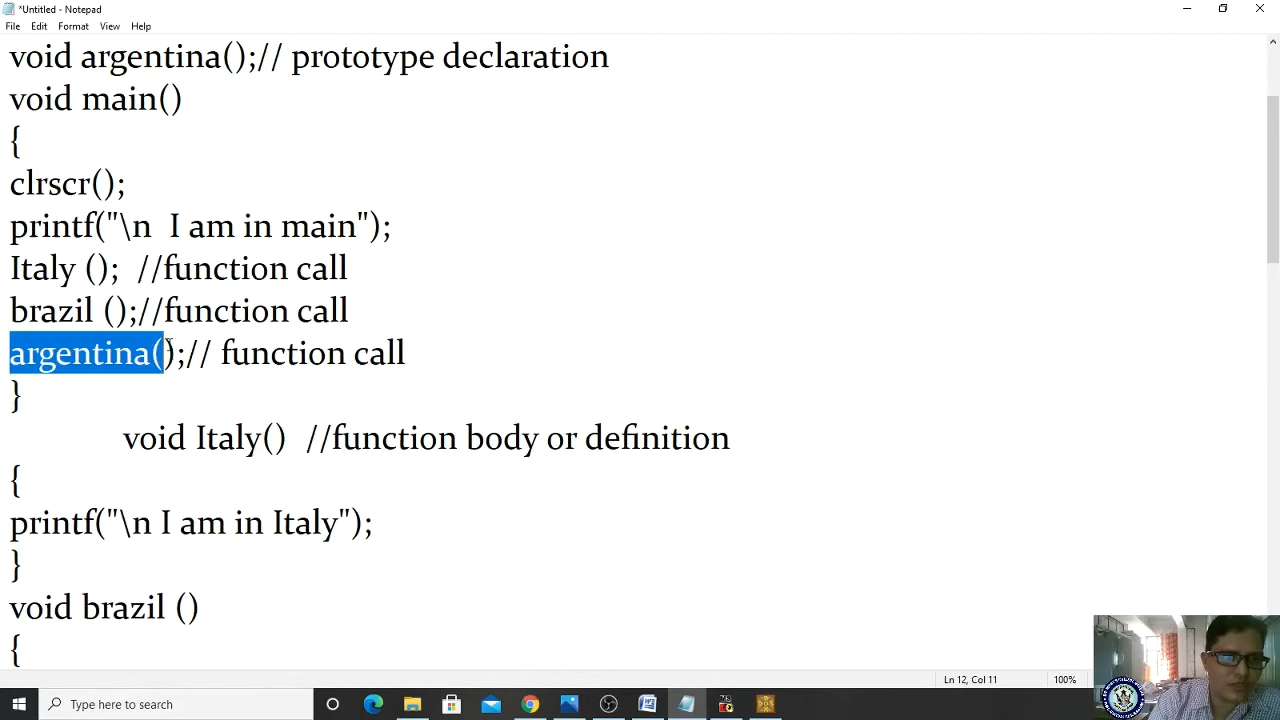 *Untitled - Notepad
File Edit Format View Help
void argentina();// prototype declaration
void main()
{
clrscr();
printf("\n  I am in main");
Italy ();  //function call
brazil ();//function call
argentina();// function call
}
void Italy()  //function body or definition
{
printf("\n I am in Italy");
}
void brazil ()
{
Ln 12, Col 11 100%
Type here to search